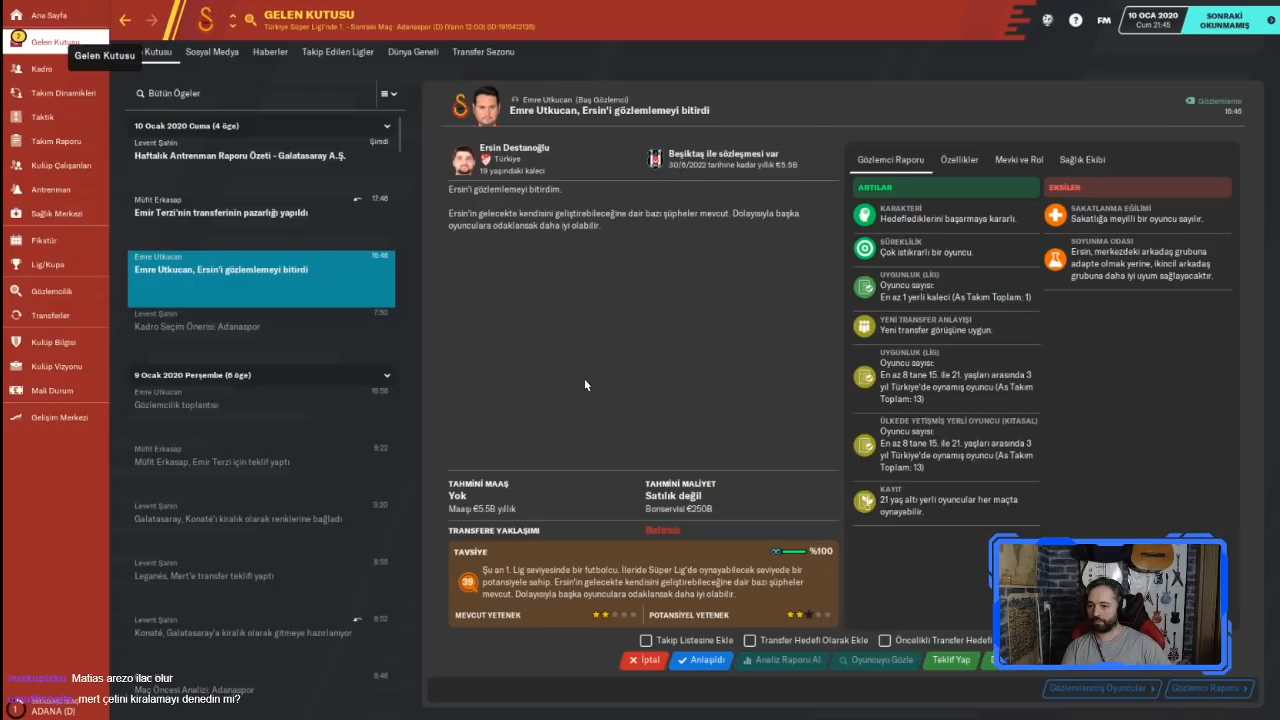 Ana Sayfa
GELEN KUTUSU
Türkiye Süper Lig'inde 1. - Sonraki Maç: Adanaspor (D) (Yarın 12:00) (ID:1915412126)
FM
10 OCA 2020
Cum 21:45
SONRAKİ
OKUNMAMIŞ
2
Gelen Kutusu
Gelen Kutusu
Kutusu
Sosyal Medya
Haberler
Takip Edilen Ligler
Dünya Geneli
Transfer Sezonu
Kadro
Takım Dinamikleri
Taktik
Takım Raporu
Kulüp Çalışanları
Antrenman
Sağlık Merkezi
Fikstür
Lig/Kupa
Gözlemcilik
Transferler
Kulüp Bilgisi
Kulüp Vizyonu
Mali Durum
Gelişim Merkezi
Bütün Ögeler
10 Ocak 2020 Cuma (4 öge)
Levent Şahin
Şimdi
Haftalık Antrenman Raporu Özeti - Galatasaray A.Ş.
Müfit Erkasap
17:46
Emir Terzi'nin transferinin pazarlığı yapıldı
Emre Utkucan
16:46
Emre Utkucan, Ersin'i gözlemlemeyi bitirdi
Levent Şahin
7:50
Kadro Seçim Önerisi: Adanaspor
9 Ocak 2020 Perşembe (6 öge)
Emre Utkucan
16:58
Gözlemcilik toplantısı
Müfit Erkasap
9:22
Müfit Erkasap, Emir Terzi için teklif yaptı
Levent Şahin
9:20
Galatasaray, Konaté'yi kiralık olarak renklerine bağladı
Levent Şahin
8:55
Leganés, Mert'e transfer teklifi yaptı
Levent Şahin
8:52
Konaté, Galatasaray'a kiralık olarak gitmeye hazırlanıyor
8:46
Maç Öncesi Analizi: Adanaspor
Emre Utkucan (Baş Gözlemci)
Emre Utkucan, Ersin'i gözlemlemeyi bitirdi
Gözlemleme
16:46
Ersin Destanoğlu
Türkiye
19 yaşındaki kaleci
Beşiktaş ile sözleşmesi var
30/6/2022 tarihine kadar yıllık €5.5B
Ersin'i gözlemlemeyi bitirdim.
Ersin'in gelecekte kendisini geliştirebileceğine dair bazı şüpheler mevcut. Dolayısıyla başka
oyunculara odaklansak daha iyi olabilir.
TAHMİNİ MAAŞ
Yok
Maaşı €5.5B yıllık
TAHMİNİ MALİYET
Satılık değil
Bonservisi €250B
TRANSFERE YAKLAŞIMI
Belirsiz
TAVSİYE
%100
39
Şu an 1. Lig seviyesinde bir futbolcu. İleride Süper Lig'de oynayabilecek seviyede bir
potansiyele sahip. Ersin'in gelecekte kendisini geliştirebileceğine dair bazı şüpheler
mevcut. Dolayısıyla başka oyunculara odaklansak daha iyi olabilir.
MEVCUT YETENEK
POTANSİYEL YETENEK
Gözlemci Raporu
Özellikler
Mevki ve Rol
Sağlık Ekibi
ARTILAR
KARAKTERİ
Hedeflediklerini başarmaya kararlı.
SÜREKLİLİK
Çok istikrarlı bir oyuncu.
UYGUNLUK (LİG)
Oyuncu sayısı:
En az 1 yerli kaleci (As Takım Toplam: 1)
YENİ TRANSFER ANLAYIŞI
Yeni transfer görüşüne uygun.
UYGUNLUK (LİG)
Oyuncu sayısı:
En az 8 tane 15. ile 21. yaşları arasında 3
yıl Türkiye'de oynamış oyuncu (As Takım
Toplam: 13)
ÜLKEDE YETİŞMİŞ YERLİ OYUNCU (KITASAL)
Oyuncu sayısı:
En az 8 tane 15. ile 21. yaşları arasında 3
yıl Türkiye'de oynamış oyuncu (As Takım
Toplam: 13)
KAYIT
21 yaş altı yerli oyuncular her maçta
oynayabilir.
EKSİLER
SAKATLANMA EĞİLİMİ
Sakatlığa meyilli bir oyuncu sayılır.
SOYUNMA ODASI
Ersin, merkezdeki arkadaş grubuna
adapte olmak yerine, ikincil arkadaş
grubuna daha iyi uyum sağlayacaktır.
Takip Listesine Ekle
Transfer Hedefi Olarak Ekle
Öncelikli Transfer Hedefi
İptal
Anlaşıldı
Analiz Raporu Al
Oyuncuyu Gözle
Teklif Yap
Gözlemlenmiş Oyuncular
Gözlemci Raporu
miskupisku
Matias arezo ilac olur
mert çetini kiralamayı denedin mi?
1
ADANA (D)